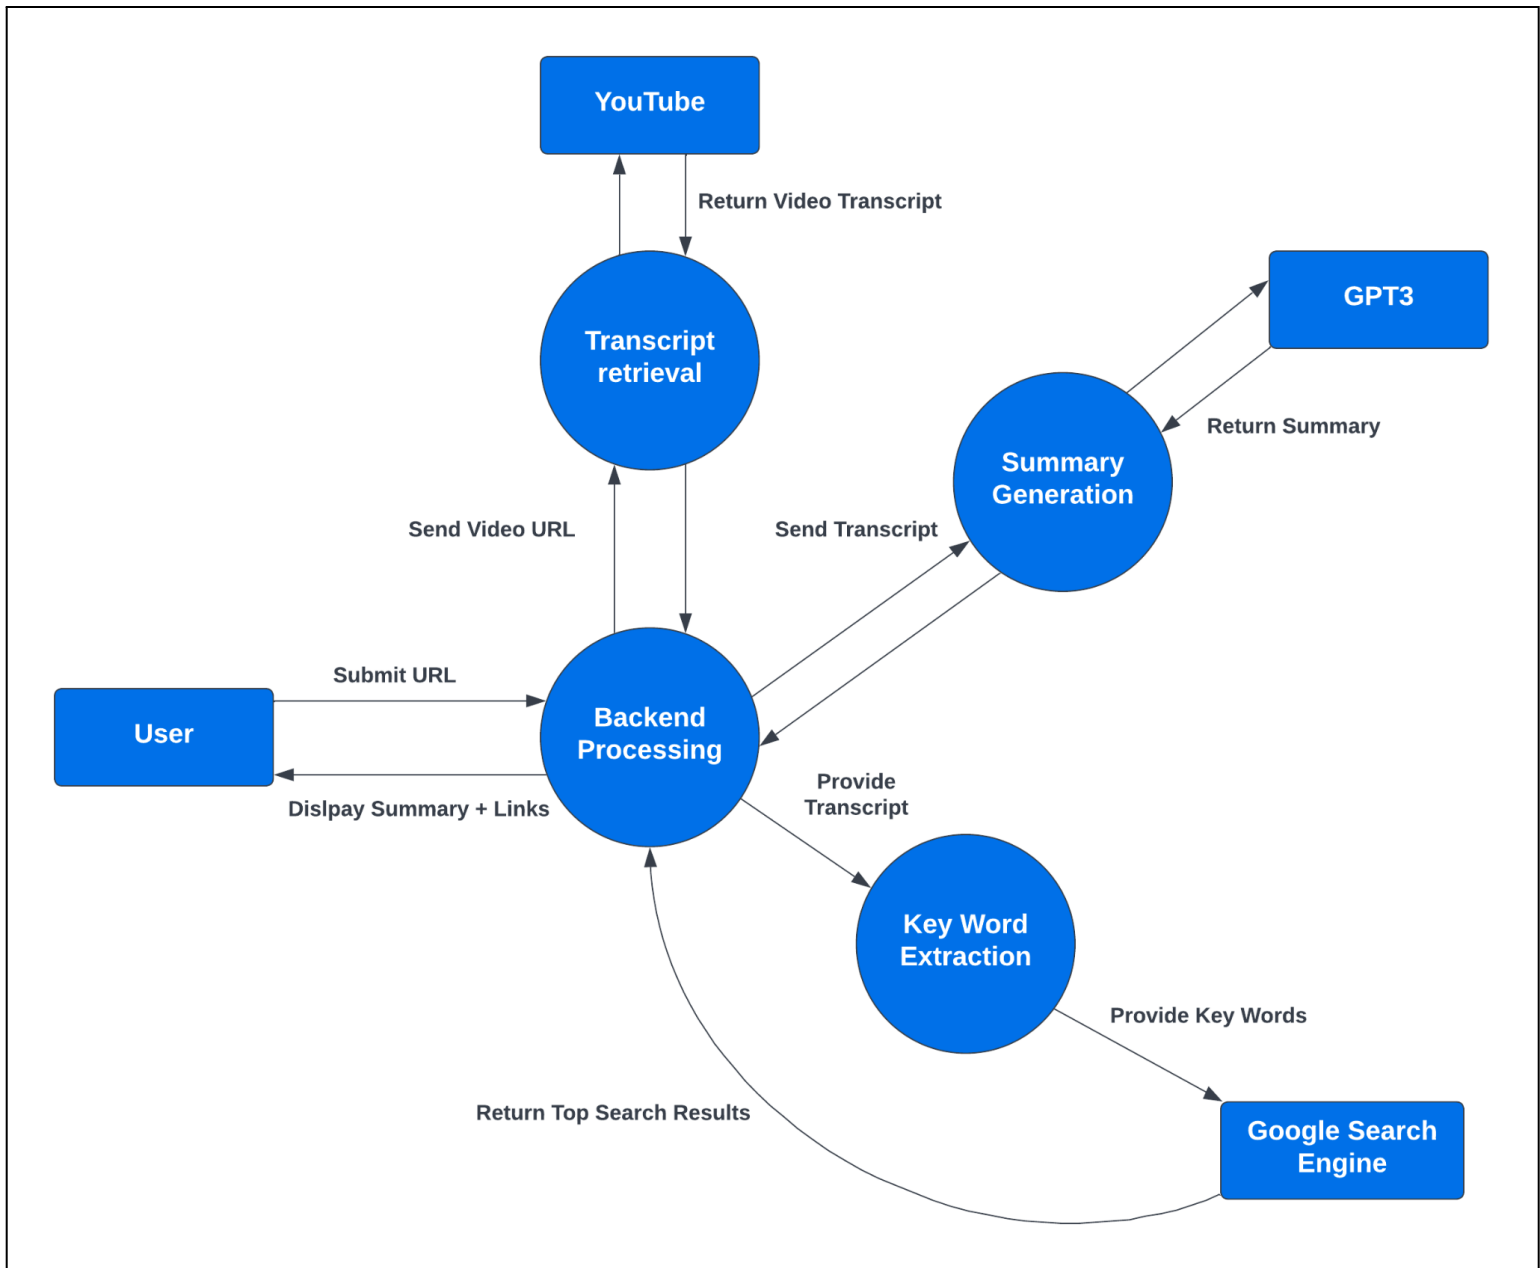 YouTube
Return Video Transcript
GPT3
Transcript
retrieval
Return Summary
Summary
Generation
Send Video URL
Send Transcript
Submit URL
User
Backend
Processing
Dislpay Summary + Links
Provide
Transcript
Key Word
Extraction
Provide Key Words
Return Top Search Results
Google Search
Engine